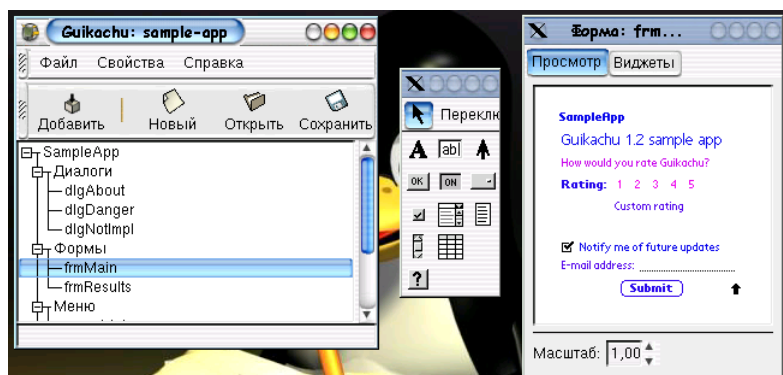 Guikachu: sample-app
Файл Свойства Справка
Добавить Новый Открыть Сохранить
SampleApp
Диалоги
dlgAbout
dlgDanger
dlgNotImpl
Формы
frmMain
frmResults
Меню
X
Переклю
A ab
OK ON
?
X Форма: frm...
Просмотр Виджеты
SampleApp
Guikachu 1.2 sample app
How would you rate Guikachu?
Rating: 1 2 3 4 5
Custom rating
Notify me of future updates
E-mail address:
Submit
Масштаб: 1,00